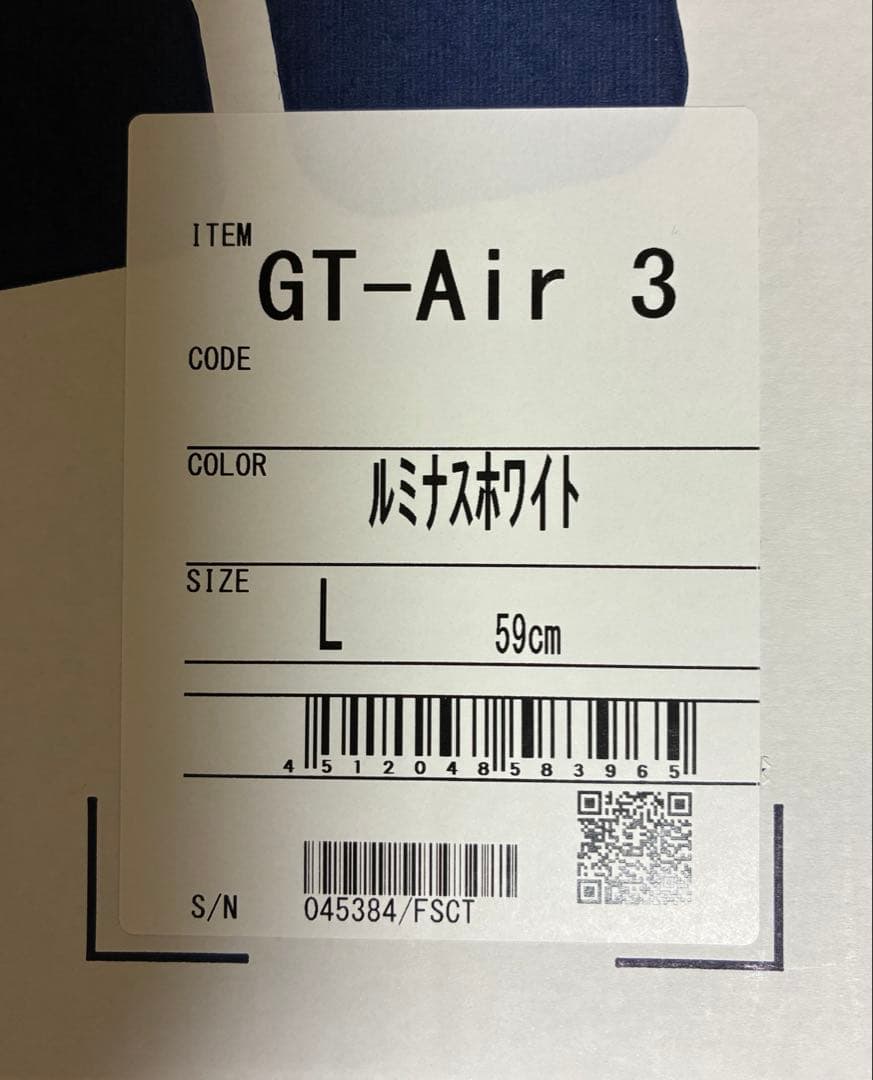 ITEM
GT-Air 3
CODE
COLOR ルミナスホワイト
SIZE L 59cm
4 512048 583965
S/N 045384/FSCT